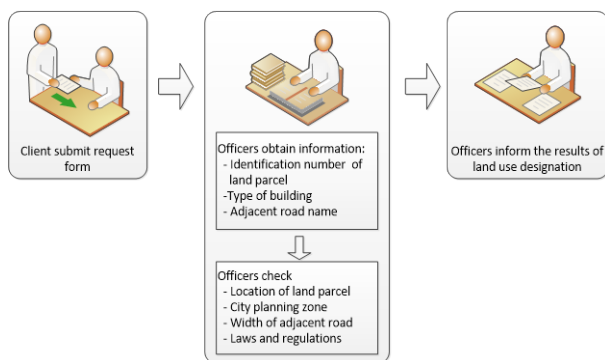 Client submit request
form
Officers obtain information:
- Identification number of
land parcel
-Type of building
- Adjacent road name
Officers check
- Location of land parcel
- City planning zone
- Width of adjacent road
- Laws and regulations
Officers inform the results of
land use designation